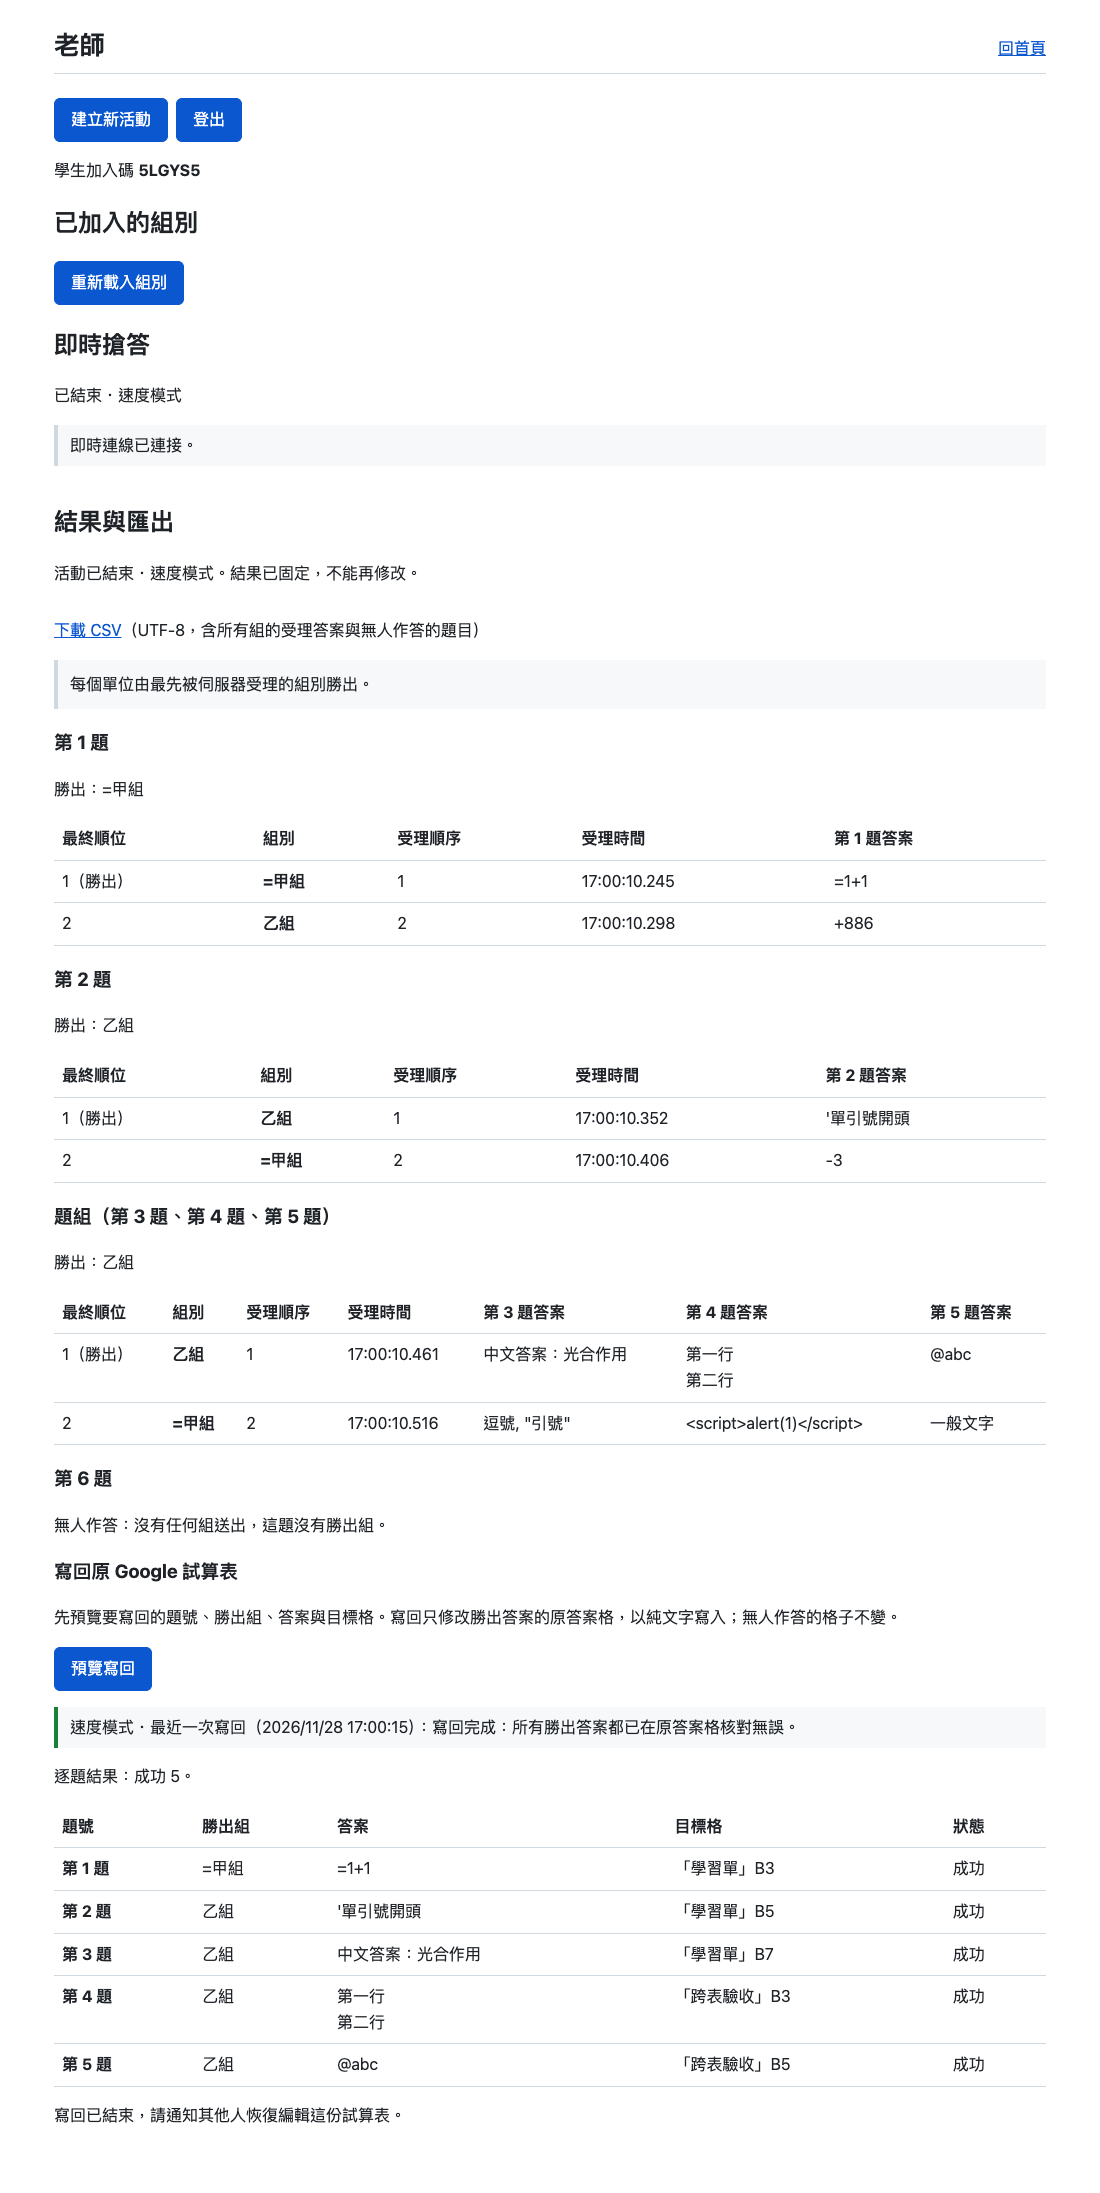 老師
回首頁
建立新活動 登出
學生加入碼 5LGYS5
已加入的組別
重新載入組別
即時搶答
已結束・速度模式
即時連線已連接。
結果與匯出
活動已結束・速度模式。結果已固定，不能再修改。
下載 CSV（UTF-8，含所有組的受理答案與無人作答的題目）
每個單位由最先被伺服器受理的組別勝出。
第 1 題
勝出：=甲組
最終順位 組別 受理順序 受理時間 第 1 題答案
1（勝出） =甲組 1 17:00:10.245 =1+1
2 乙組 2 17:00:10.298 +886
第 2 題
勝出：乙組
最終順位 組別 受理順序 受理時間 第 2 題答案
1（勝出） 乙組 1 17:00:10.352 '單引號開頭
2 =甲組 2 17:00:10.406 -3
題組（第 3 題、第 4 題、第 5 題）
勝出：乙組
最終順位 組別 受理順序 受理時間 第 3 題答案 第 4 題答案 第 5 題答案
1（勝出） 乙組 1 17:00:10.461 中文答案：光合作用 第一行 @abc
第二行
2 =甲組 2 17:00:10.516 逗號, "引號" <script>alert(1)</script> 一般文字
第 6 題
無人作答：沒有任何組送出，這題沒有勝出組。
寫回原 Google 試算表
先預覽要寫回的題號、勝出組、答案與目標格。寫回只修改勝出答案的原答案格，以純文字寫入；無人作答的格子不變。
預覽寫回
速度模式・最近一次寫回（2026/11/28 17:00:15）：寫回完成：所有勝出答案都已在原答案格核對無誤。
逐題結果：成功 5。
題號 勝出組 答案 目標格 狀態
第 1 題 =甲組 =1+1 「學習單」B3 成功
第 2 題 乙組 '單引號開頭 「學習單」B5 成功
第 3 題 乙組 中文答案：光合作用 「學習單」B7 成功
第 4 題 乙組 第一行 「跨表驗收」B3 成功
第二行
第 5 題 乙組 @abc 「跨表驗收」B5 成功
寫回已結束，請通知其他人恢復編輯這份試算表。